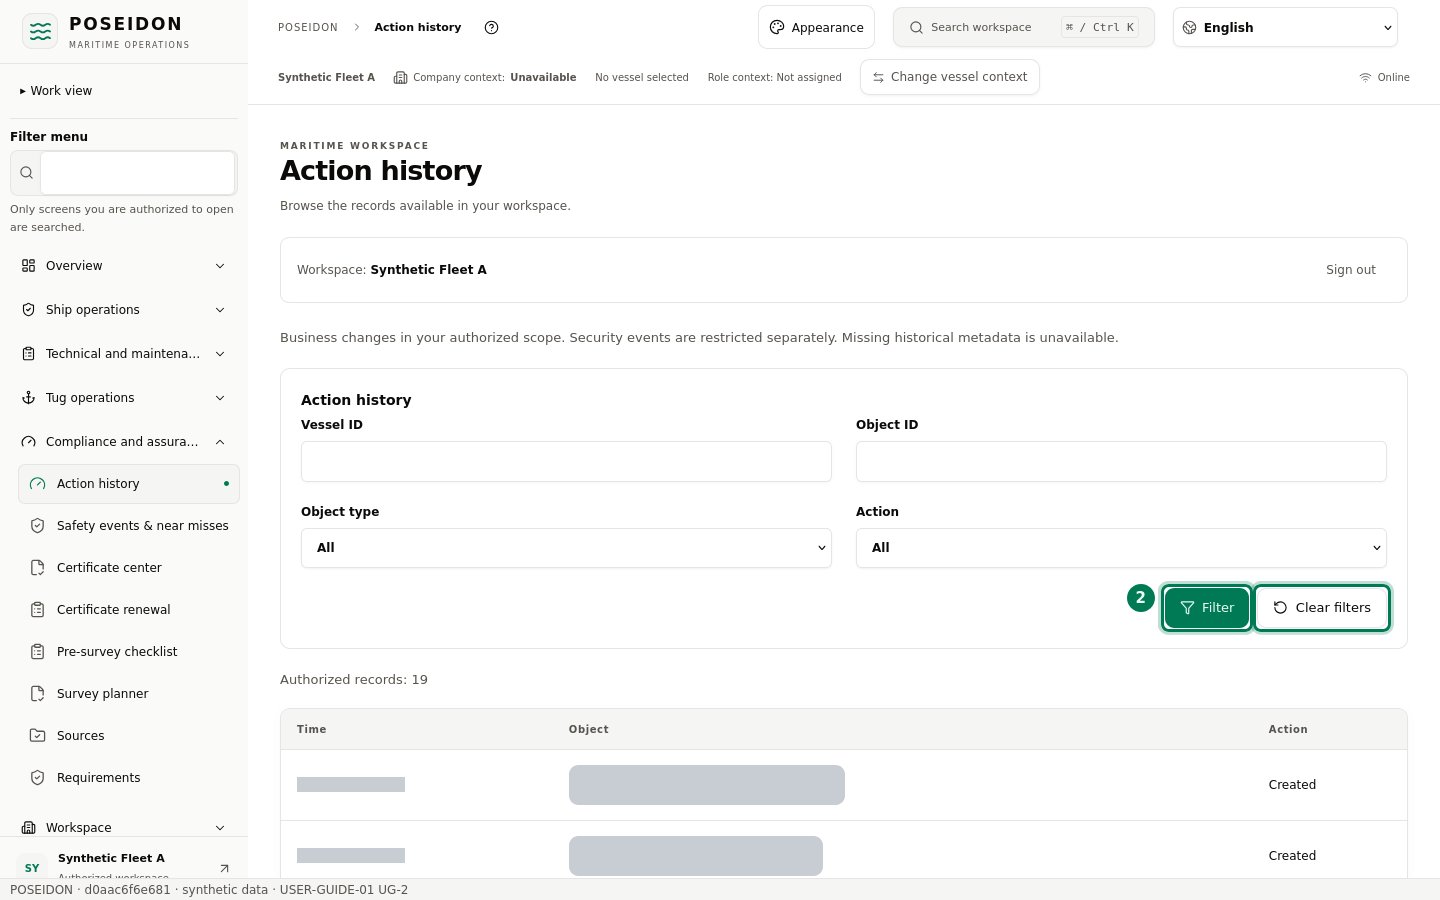 POSEIDON
MARITIME OPERATIONS
Work view
Filter menu
Only screens you are authorized to open
are searched.
Overview
Ship operations
Technical and maintena...
Tug operations
Compliance and assura...
Action history
Safety events & near misses
Certificate center
Certificate renewal
Pre-survey checklist
Survey planner
Sources
Requirements
Workspace
SY
Synthetic Fleet A
Authorized workspace
POSEIDON
Action history
Appearance
Search workspace
⌘ / Ctrl K
English
Synthetic Fleet A
Company context: Unavailable
No vessel selected
Role context: Not assigned
Change vessel context
Online
MARITIME WORKSPACE
Action history
Browse the records available in your workspace.
Workspace: Synthetic Fleet A
Sign out
Business changes in your authorized scope. Security events are restricted separately. Missing historical metadata is unavailable.
Action history
Vessel ID
Object ID
Object type
Action
All
All
2
Filter
Clear filters
Authorized records: 19
Time
Object
Action
Created
Created
POSEIDON · d0aac6f6e681 · synthetic data · USER-GUIDE-01 UG-2